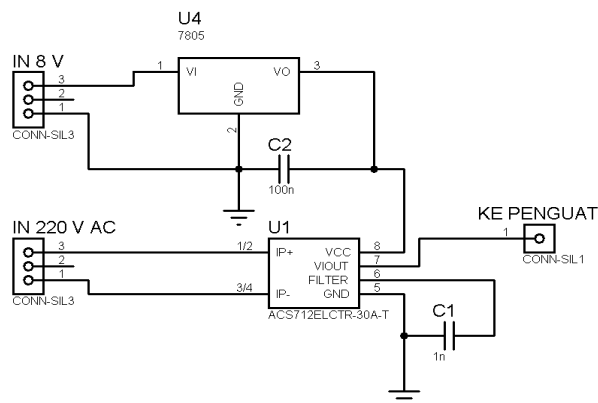 U4
7805
IN 8 V
1
VI
VO
3
3
2
1
GND
2
CONN-SIL3
C2
100n
IN 220 V AC
U1
KE PENGUAT
3
2
1
1/2
IP+
VCC
8
1
VIOUT
7
CONN-SIL1
FILTER
6
3/4
IP-
GND
5
CONN-SIL3
ACS712ELCTR-30A-T
C1
1n